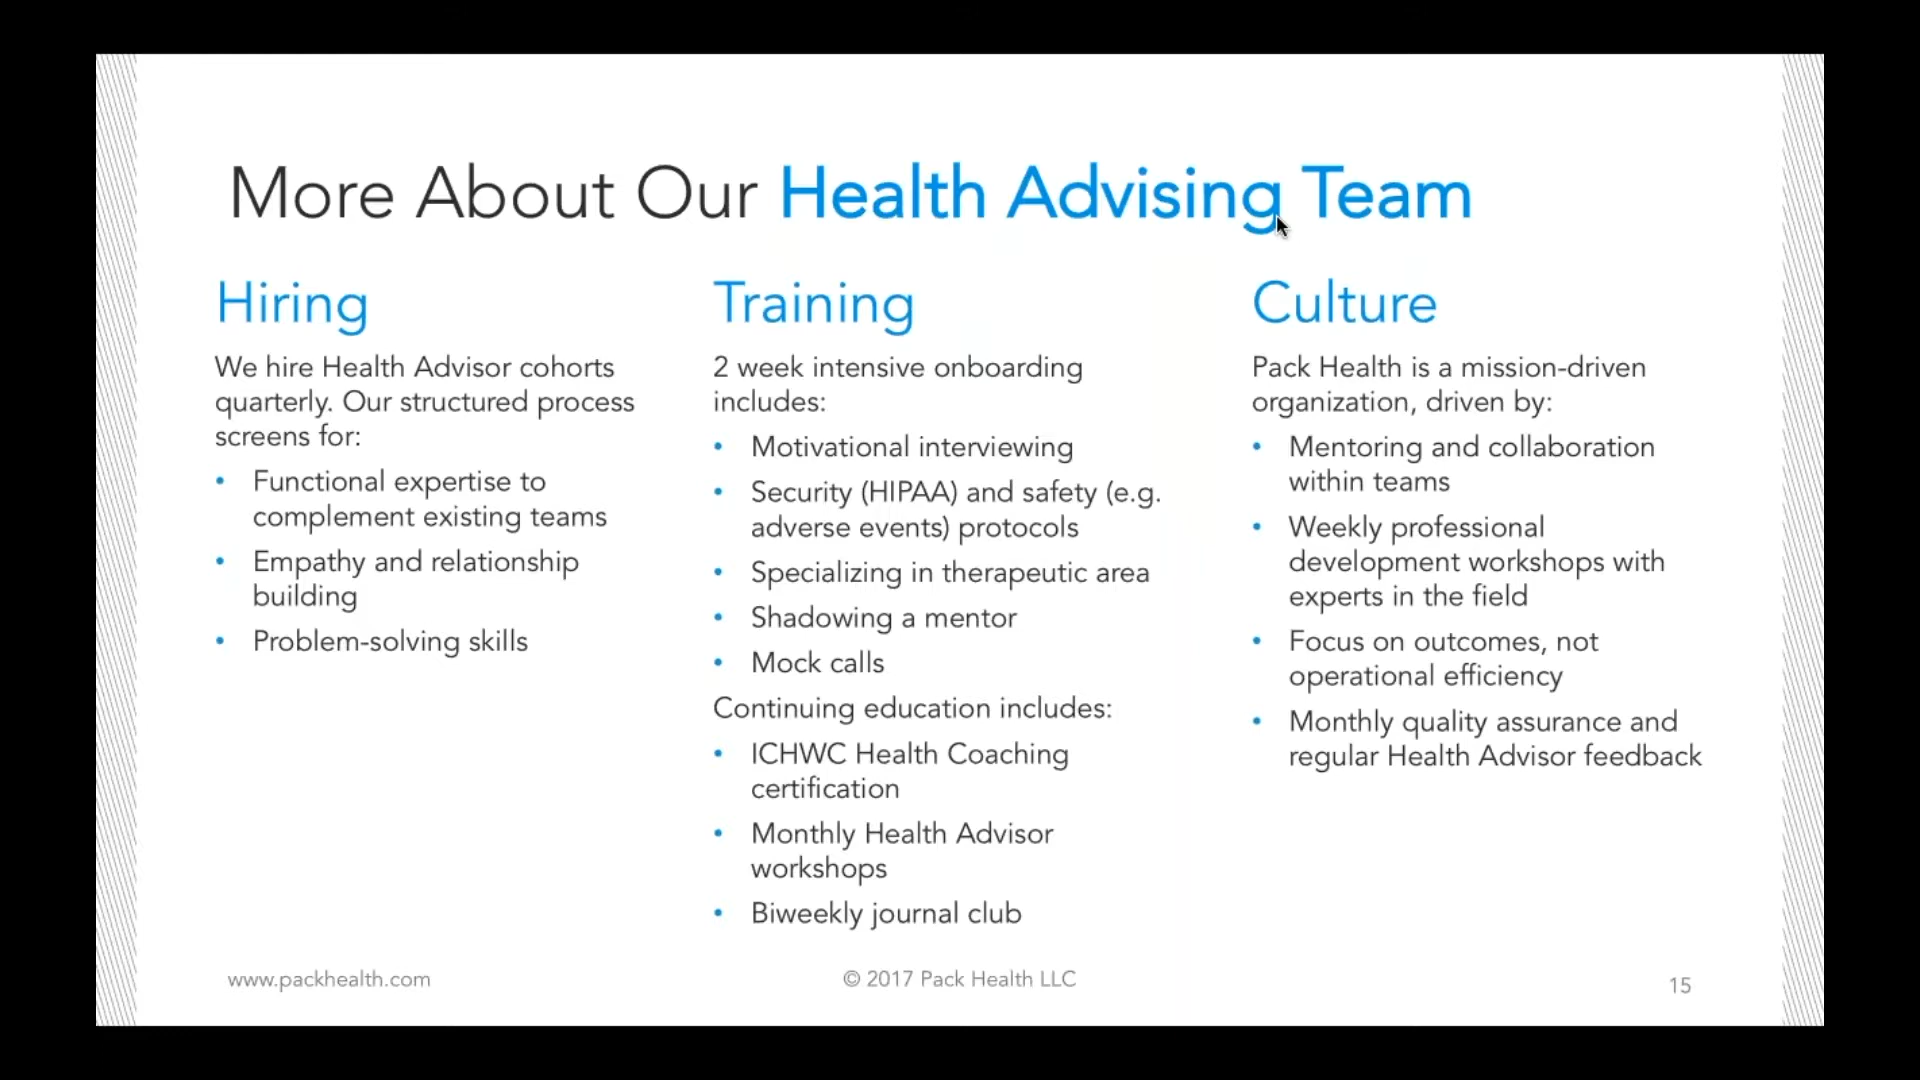 More About Our Health Advising Team
Hiring
We hire Health Advisor cohorts
quarterly. Our structured process
screens for:
• Functional expertise to
complement existing teams
• Empathy and relationship
building
• Problem-solving skills
Training
2 week intensive onboarding
includes:
• Motivational interviewing
• Security (HIPAA) and safety (e.g.
adverse events) protocols
• Specializing in therapeutic area
• Shadowing a mentor
• Mock calls
Continuing education includes:
• ICHWC Health Coaching
certification
• Monthly Health Advisor
workshops
• Biweekly journal club
Culture
Pack Health is a mission-driven
organization, driven by:
• Mentoring and collaboration
within teams
• Weekly professional
development workshops with
experts in the field
• Focus on outcomes, not
operational efficiency
• Monthly quality assurance and
regular Health Advisor feedback
www.packhealth.com
© 2017 Pack Health LLC
15